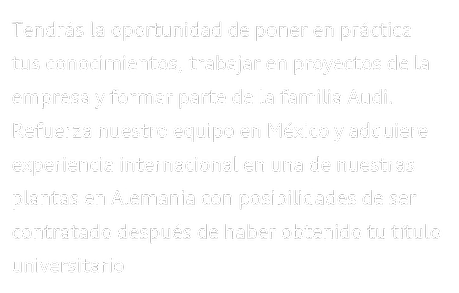 Tendrás la oportunidad de poner en práctica
tus conocimientos, trabajar en proyectos de la
empresa y formar parte de la familia Audi.
Refuerza nuestro equipo en México y adquiere
experiencia internacional en una de nuestras
plantas en Alemania con posibilidades de ser
contratado después de haber obtenido tu título
universitario